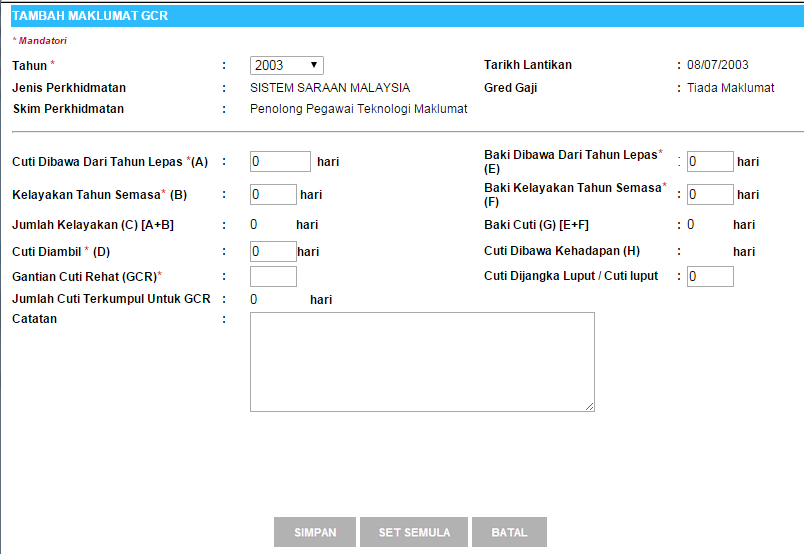 TAMBAH MAKLUMAT GCR
* Mandatori
Tahun * : 2003 Tarikh Lantikan : 08/07/2003
Jenis Perkhidmatan : SISTEM SARAAN MALAYSIA Gred Gaji : Tiada Maklumat
Skim Perkhidmatan : Penolong Pegawai Teknologi Maklumat
Cuti Dibawa Dari Tahun Lepas *(A) : 0 hari Baki Dibawa Dari Tahun Lepas* (E) : 0 hari
Kelayakan Tahun Semasa* (B) : 0 hari Baki Kelayakan Tahun Semasa* (F) : 0 hari
Jumlah Kelayakan (C) [A+B] : 0 hari Baki Cuti (G) [E+F] : 0 hari
Cuti Diambil * (D) : 0 hari Cuti Dibawa Kehadapan (H) : hari
Gantian Cuti Rehat (GCR)* : Cuti Dijangka Luput / Cuti luput : 0
Jumlah Cuti Terkumpul Untuk GCR : 0 hari
Catatan :
SIMPAN SET SEMULA BATAL